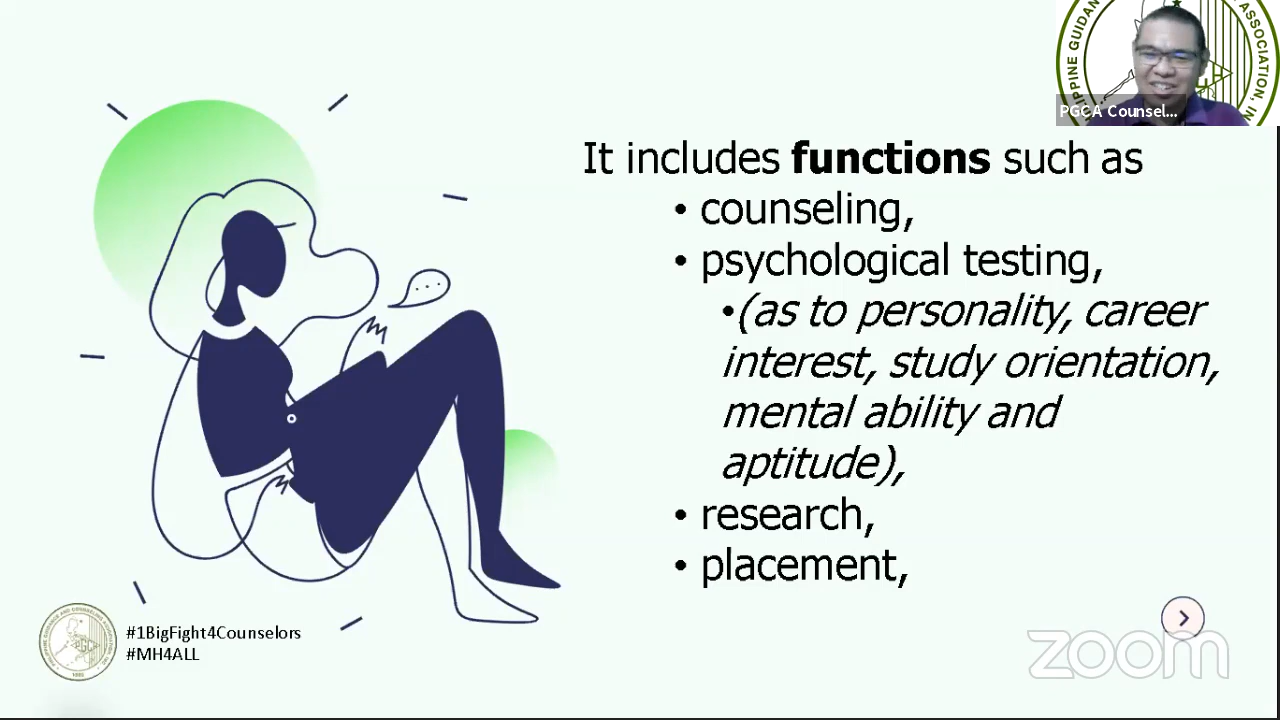 PGCA Counsel...
It includes functions such as
• counseling,
• psychological testing,
•(as to personality, career
interest, study orientation,
mental ability and
aptitude),
• research,
• placement,
#1BigFight4Counselors
#MH4ALL
zoom